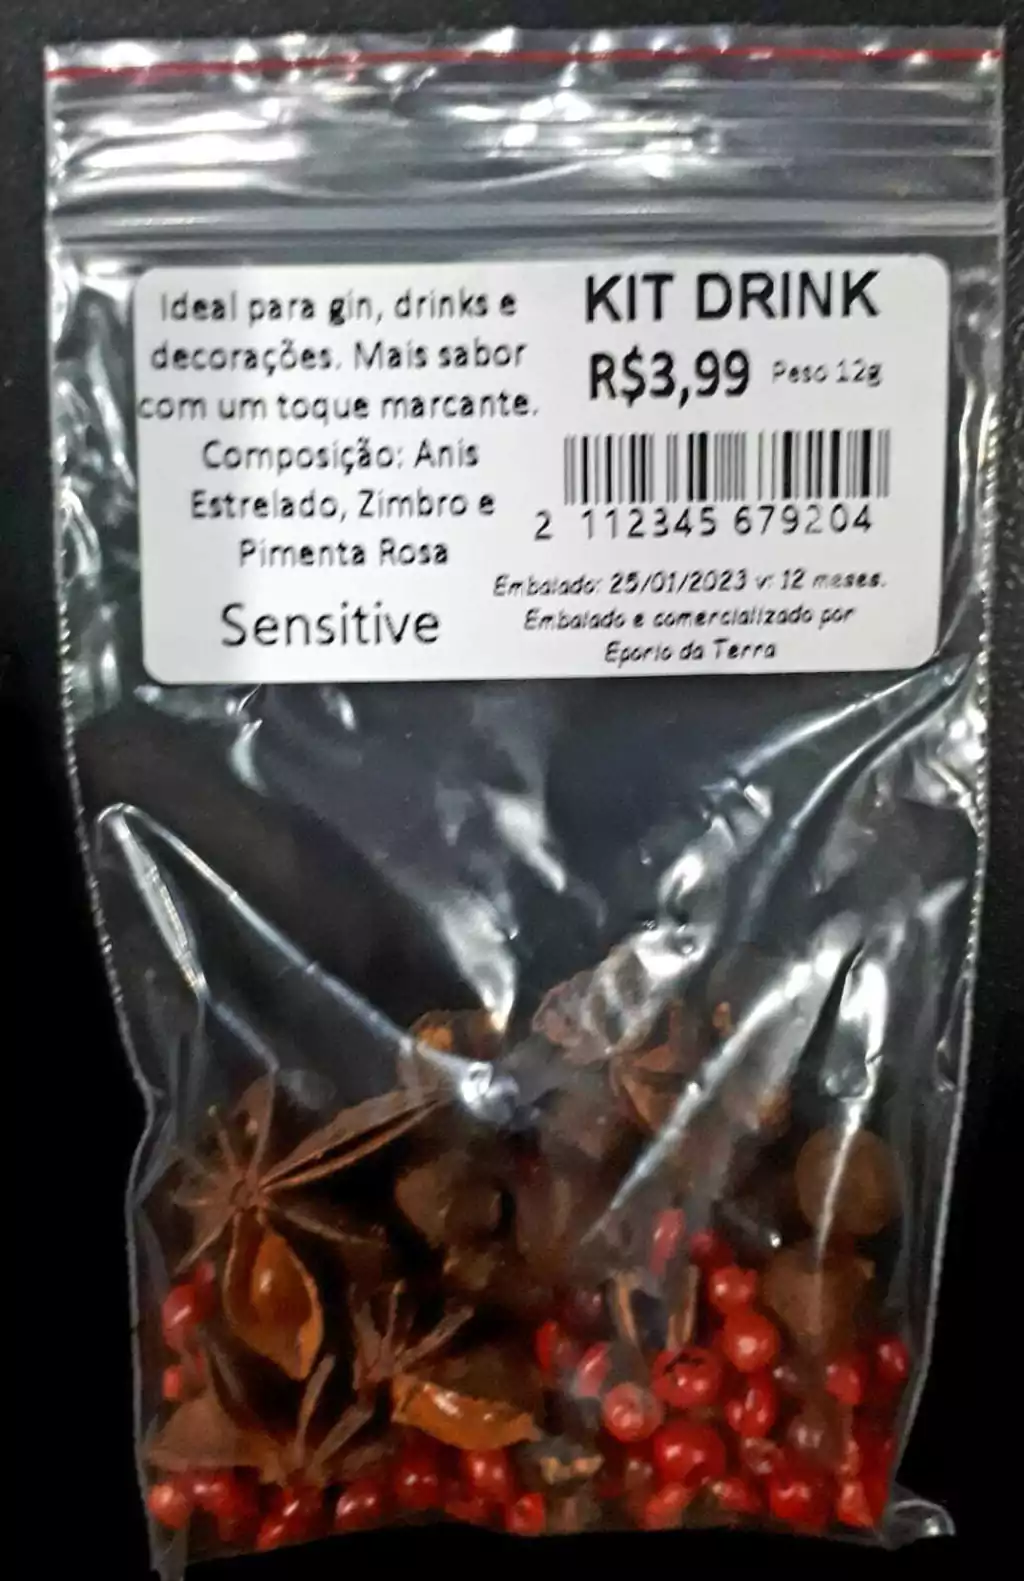 Ideal para gin, drinks e
decorações. Mais sabor
com um toque marcante.
Composição: Anis
Estrelado, Zimbro e
Pimenta Rosa
Sensitive
KIT DRINK
R$3,99 Peso 12g
2 112345 679204
Embalado: 25/01/2023 v: 12 meses.
Embalado e comercializado por
Eporio da Terra